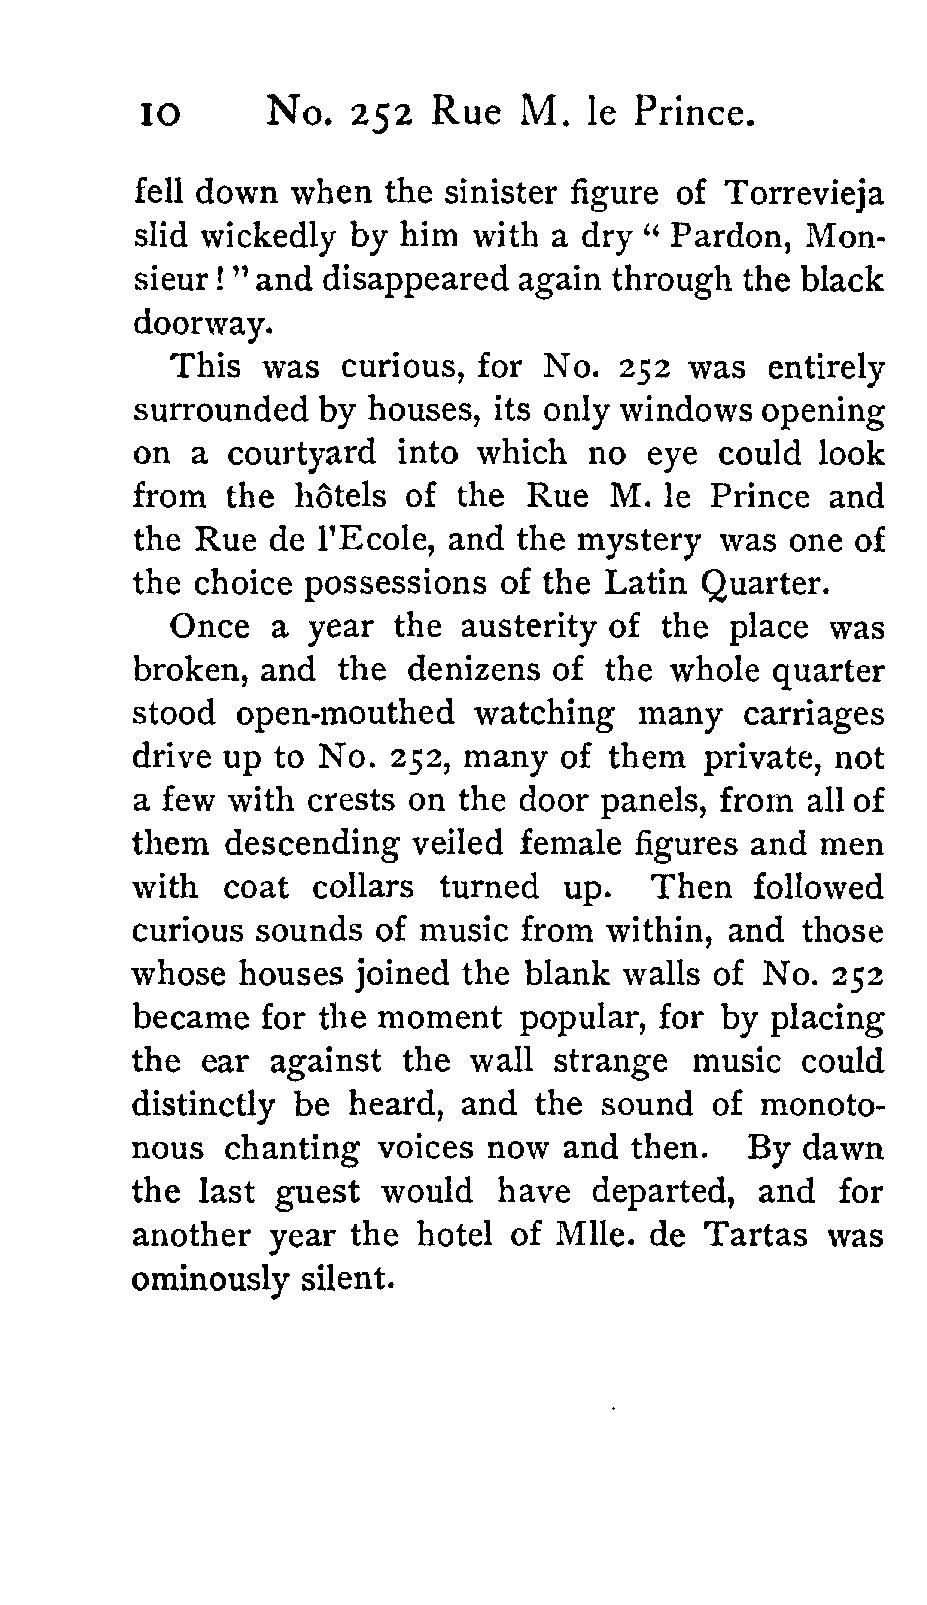 10 No. 252 Rue M. le Prince.
fell down when the sinister figure of Torrevieja
slid wickedly by him with a dry “ Pardon, Mon-
sieur ! ” and disappeared again through the black
doorway.
This was curious, for No. 252 was entirely
surrounded by houses, its only windows opening
on a courtyard into which no eye could look
from the hôtels of the Rue M. le Prince and
the Rue de l'Ecole, and the mystery was one of
the choice possessions of the Latin Quarter.
Once a year the austerity of the place was
broken, and the denizens of the whole quarter
stood open-mouthed watching many carriages
drive up to No. 252, many of them private, not
a few with crests on the door panels, from all of
them descending veiled female figures and men
with coat collars turned up. Then followed
curious sounds of music from within, and those
whose houses joined the blank walls of No. 252
became for the moment popular, for by placing
the ear against the wall strange music could
distinctly be heard, and the sound of monoto-
nous chanting voices now and then. By dawn
the last guest would have departed, and for
another year the hotel of Mlle. de Tartas was
ominously silent.